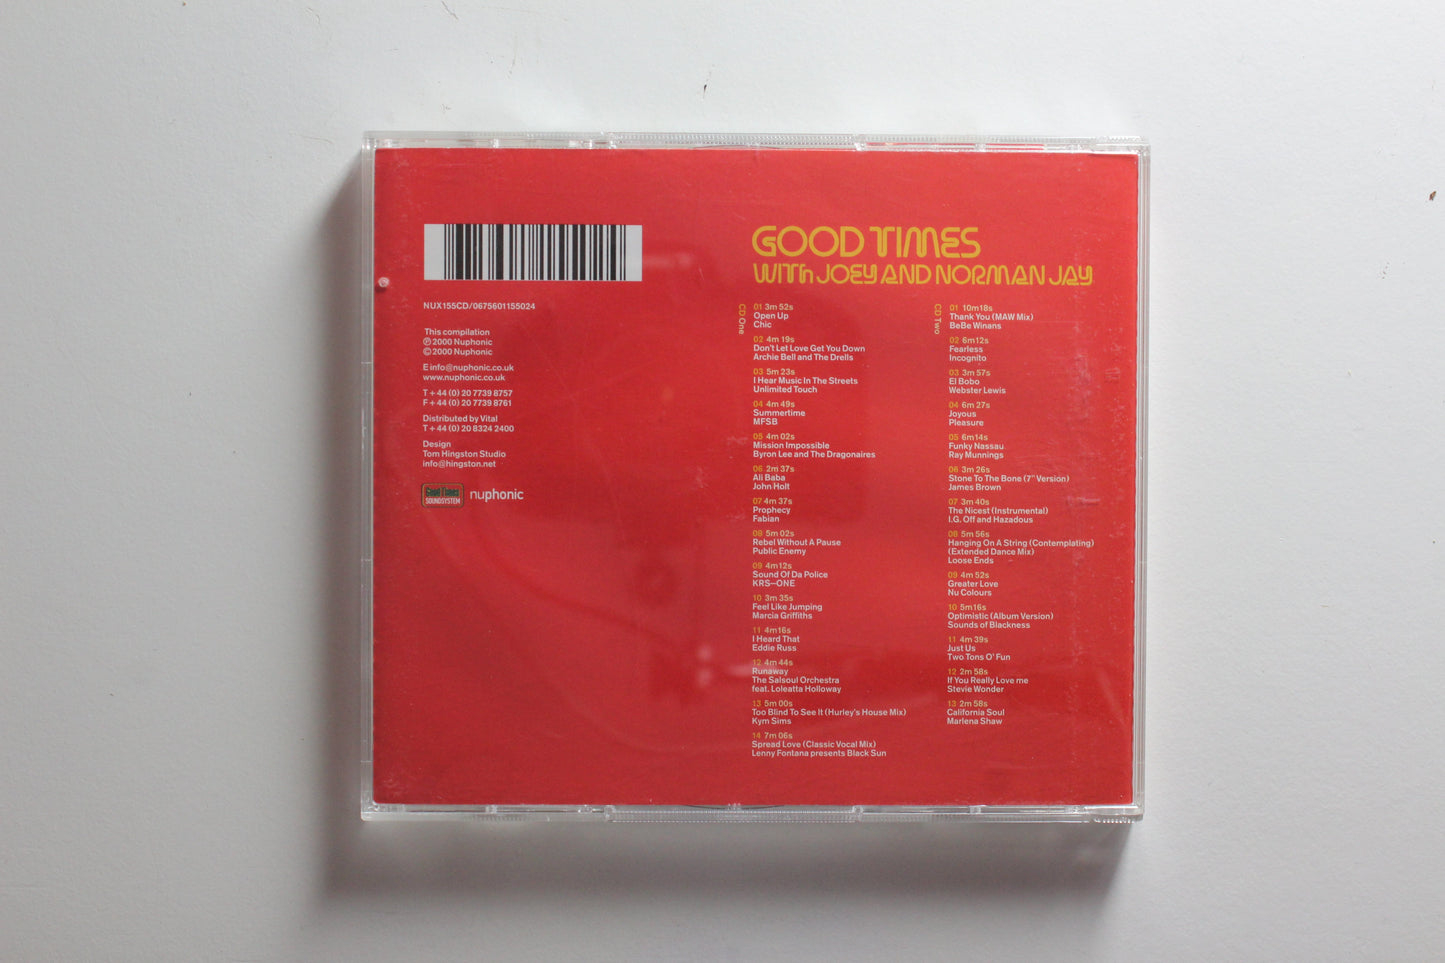 GOOD TIMES
WITh JOEY AND NORMAN JAY
NUX155CD/0675601155024
This compilation
Ⓟ 2000 Nuphonic
© 2000 Nuphonic
E info@nuphonic.co.uk
www.nuphonic.co.uk
T + 44 (0) 20 7739 8757
F + 44 (0) 20 7739 8761
Distributed by Vital
T + 44 (0) 20 8324 2400
Design
Tom Hingston Studio
info@hingston.net
Good Times
SOUNDSYSTEM
nuphonic
CD One
01 3m 52s
Open Up
Chic
02 4m 19s
Don't Let Love Get You Down
Archie Bell and The Drells
03 5m 23s
I Hear Music In The Streets
Unlimited Touch
04 4m 49s
Summertime
MFSB
05 4m 02s
Mission Impossible
Byron Lee and The Dragonaires
06 2m 37s
Ali Baba
John Holt
07 4m 37s
Prophecy
Fabian
08 5m 02s
Rebel Without A Pause
Public Enemy
09 4m12s
Sound Of Da Police
KRS–ONE
10 3m 35s
Feel Like Jumping
Marcia Griffiths
11 4m16s
I Heard That
Eddie Russ
12 4m 44s
Runaway
The Salsoul Orchestra
feat. Loleatta Holloway
13 5m 00s
Too Blind To See It (Hurley's House Mix)
Kym Sims
14 7m 06s
Spread Love (Classic Vocal Mix)
Lenny Fontana presents Black Sun
CD Two
01 10m18s
Thank You (MAW Mix)
BeBe Winans
02 6m12s
Fearless
Incognito
03 3m 57s
El Bobo
Webster Lewis
04 6m 27s
Joyous
Pleasure
05 6m14s
Funky Nassau
Ray Munnings
06 3m 26s
Stone To The Bone (7" Version)
James Brown
07 3m 40s
The Nicest (Instrumental)
I.G. Off and Hazadous
08 5m 56s
Hanging On A String (Contemplating)
(Extended Dance Mix)
Loose Ends
09 4m 52s
Greater Love
Nu Colours
10 5m16s
Optimistic (Album Version)
Sounds of Blackness
11 4m 39s
Just Us
Two Tons O' Fun
12 2m 58s
If You Really Love me
Stevie Wonder
13 2m 58s
California Soul
Marlena Shaw